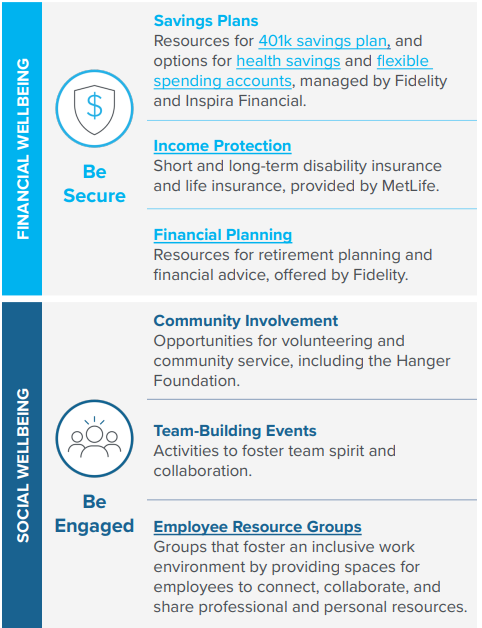 FINANCIAL WELLBEING
$
Be
Secure
Savings Plans
Resources for 401k savings plan, and
options for health savings and flexible
spending accounts, managed by Fidelity
and Inspira Financial.
Income Protection
Short and long-term disability insurance
and life insurance, provided by MetLife.
Financial Planning
Resources for retirement planning and
financial advice, offered by Fidelity.
SOCIAL WELLBEING
Be
Engaged
Community Involvement
Opportunities for volunteering and
community service, including the Hanger
Foundation.
Team-Building Events
Activities to foster team spirit and
collaboration.
Employee Resource Groups
Groups that foster an inclusive work
environment by providing spaces for
employees to connect, collaborate, and
share professional and personal resources.